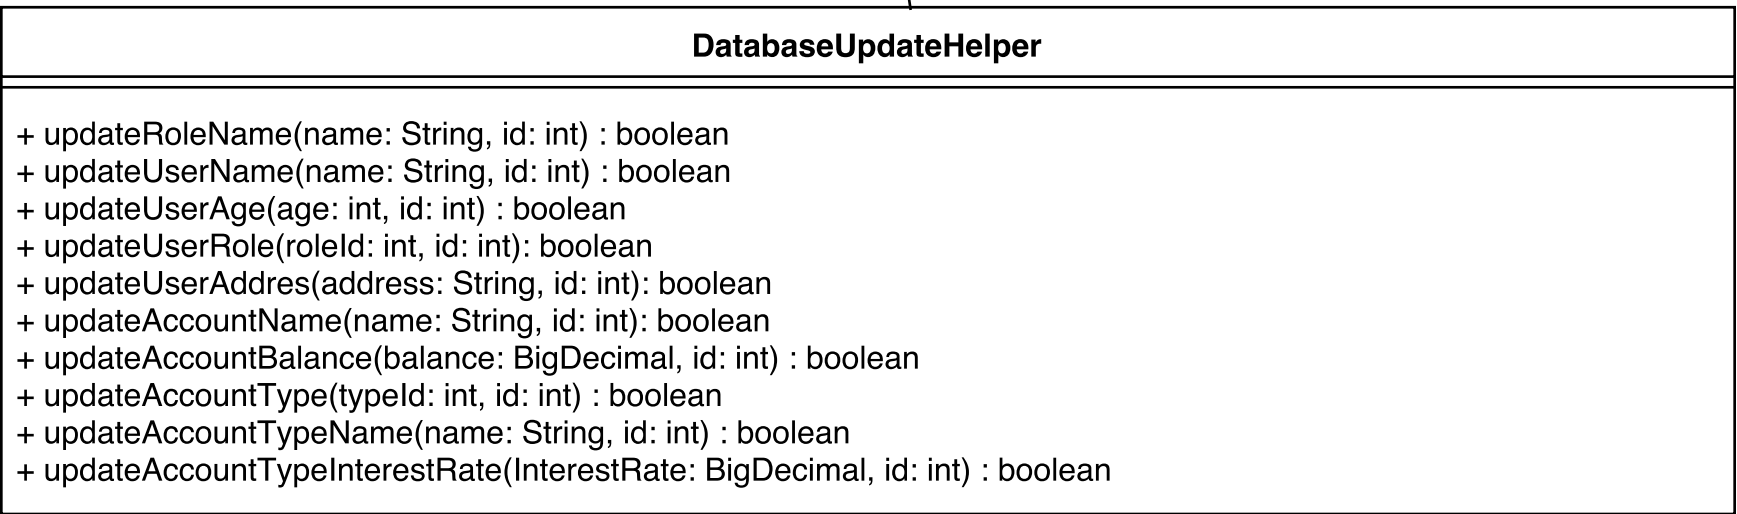 DatabaseUpdateHelper
+ updateRoleName(name: String, id: int) : boolean
+ updateUserName(name: String, id: int) : boolean
+ updateUserAge(age: int, id: int) : boolean
+ updateUserRole(roleId: int, id: int): boolean
+ updateUserAddres(address: String, id: int): boolean
+ updateAccountName(name: String, id: int): boolean
+ updateAccountBalance(balance: BigDecimal, id: int) : boolean
+ updateAccountType(typeId: int, id: int) : boolean
+ updateAccountTypeName(name: String, id: int) : boolean
+ updateAccountTypeInterestRate(InterestRate: BigDecimal, id: int) : boolean